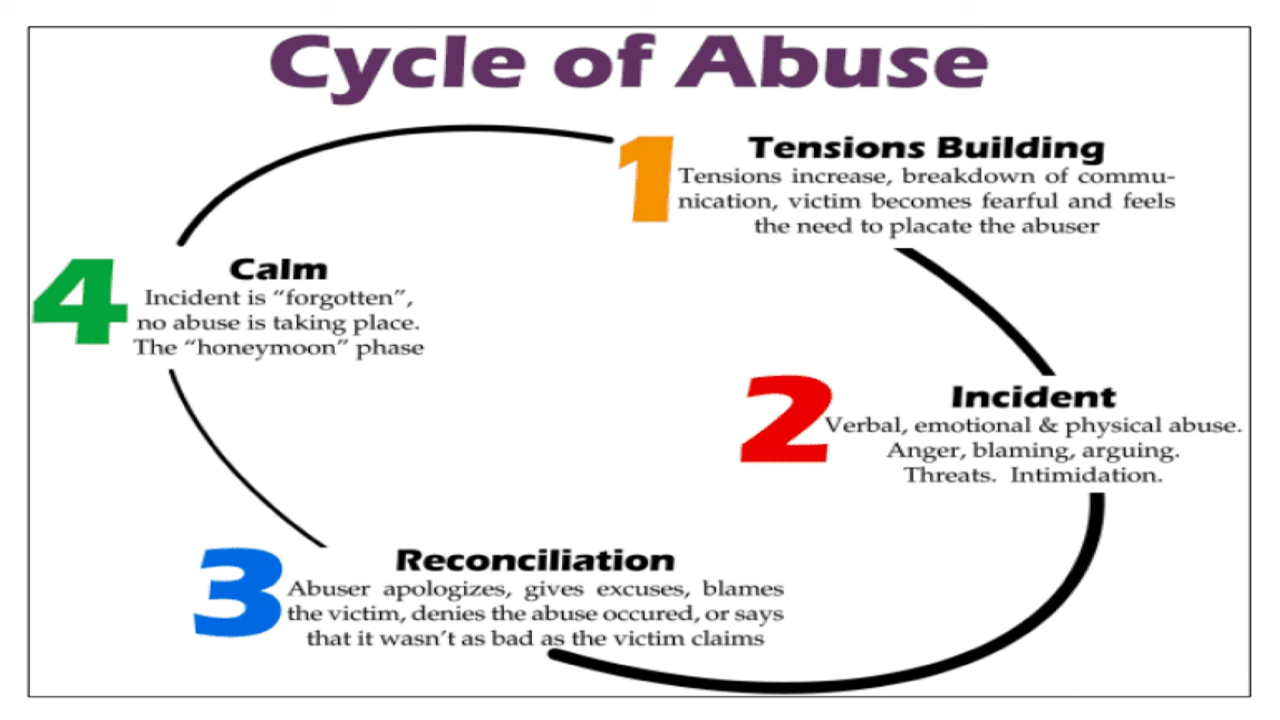 Cycle of Abuse
1
Tensions Building
Tensions increase, breakdown of commu-
nication, victim becomes fearful and feels
the need to placate the abuser
2
Incident
Verbal, emotional & physical abuse.
Anger, blaming, arguing.
Threats. Intimidation.
3
Reconciliation
Abuser apologizes, gives excuses, blames
the victim, denies the abuse occured, or says
that it wasn't as bad as the victim claims
4
Calm
Incident is “forgotten”,
no abuse is taking place.
The “honeymoon” phase